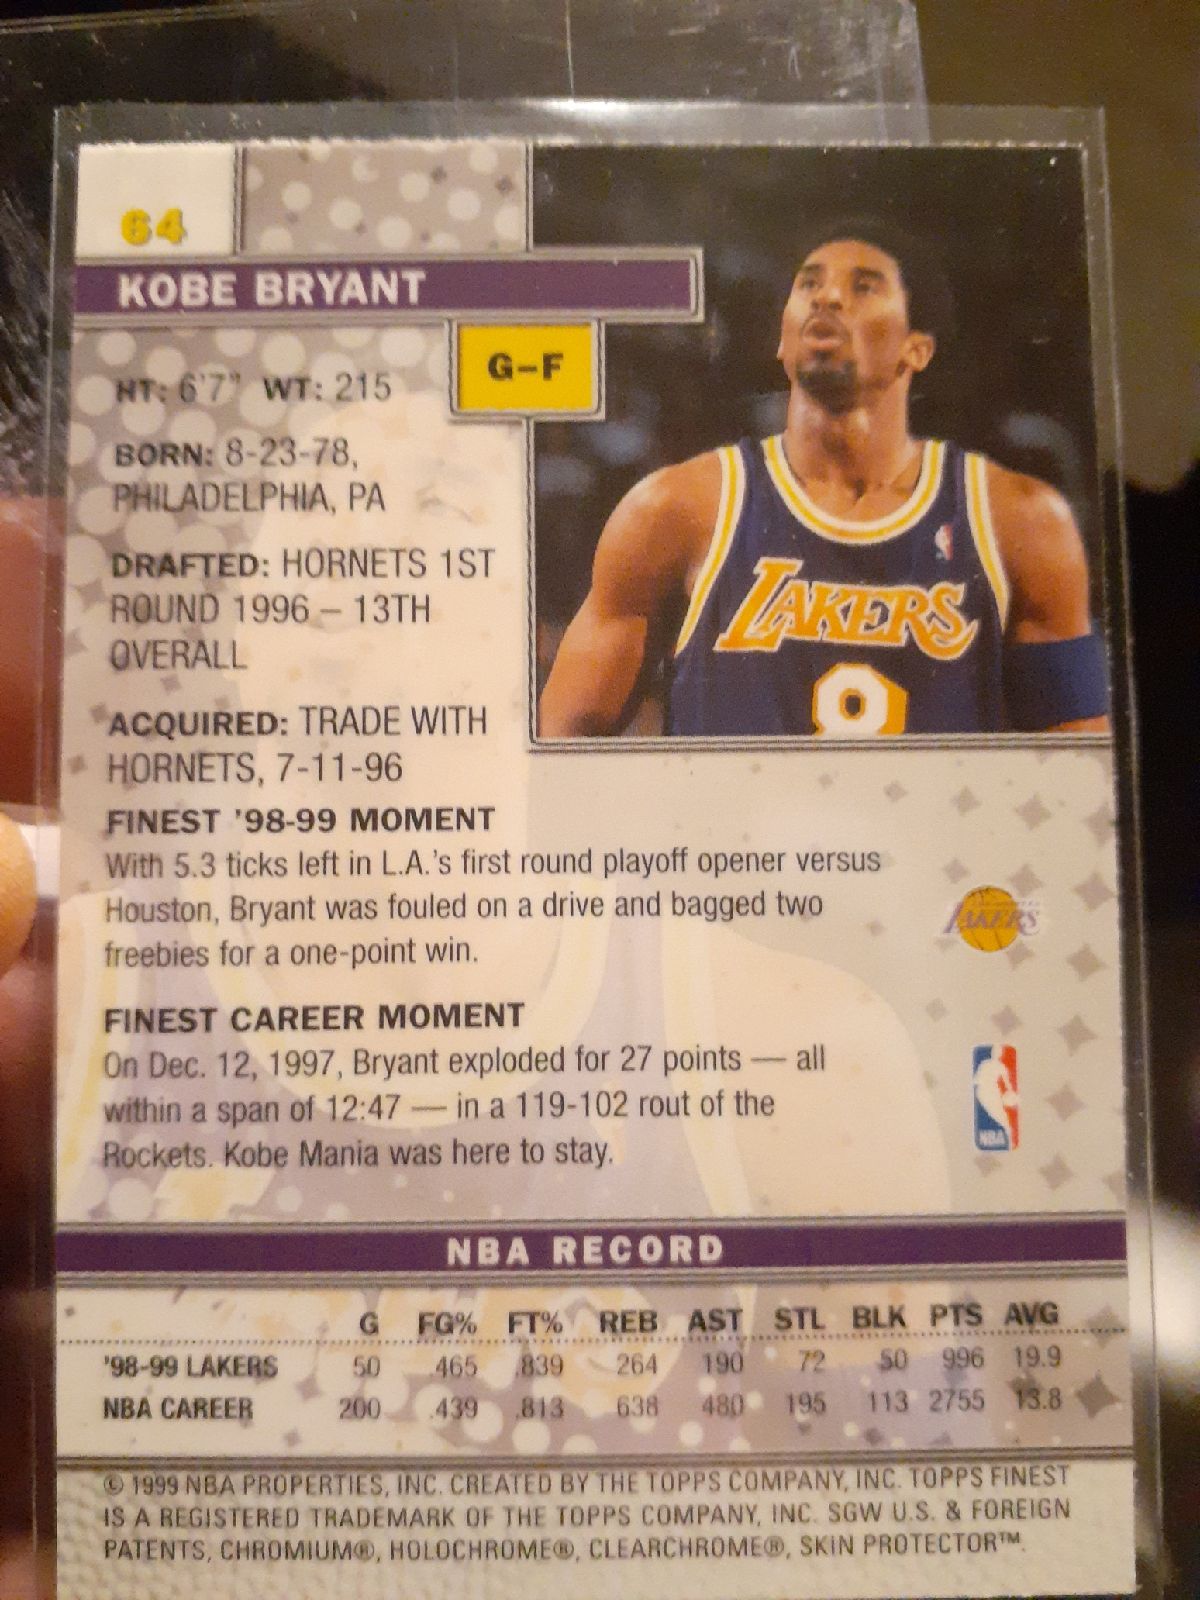 64
KOBE BRYANT
G–F
HT: 6'7" WT: 215
BORN: 8-23-78,
PHILADELPHIA, PA
DRAFTED: HORNETS 1ST
ROUND 1996 – 13TH
OVERALL
ACQUIRED: TRADE WITH
HORNETS, 7-11-96
LAKERS
8
FINEST '98-99 MOMENT
With 5.3 ticks left in L.A.'s first round playoff opener versus
Houston, Bryant was fouled on a drive and bagged two
freebies for a one-point win.
LAKERS
FINEST CAREER MOMENT
On Dec. 12, 1997, Bryant exploded for 27 points — all
within a span of 12:47 — in a 119-102 rout of the
Rockets. Kobe Mania was here to stay.
NBA
NBA RECORD
G FG% FT% REB AST STL BLK PTS AVG
'98-99 LAKERS 50 .465 .839 264 190 72 50 996 19.9
NBA CAREER 200 .439 .813 638 480 195 113 2755 13.8
© 1999 NBA PROPERTIES, INC. CREATED BY THE TOPPS COMPANY, INC. TOPPS FINEST
IS A REGISTERED TRADEMARK OF THE TOPPS COMPANY, INC. SGW U.S. & FOREIGN
PATENTS, CHROMIUM®, HOLOCHROME®, CLEARCHROME®, SKIN PROTECTOR™.